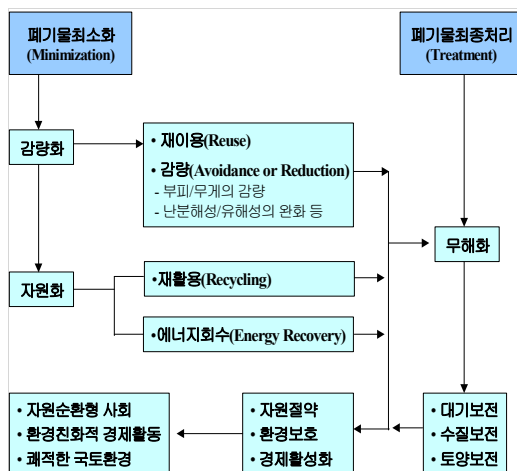 폐기물최소화
(Minimization)
폐기물최종처리
(Treatment)
감량화
• 재이용(Reuse)
• 감량(Avoidance or Reduction)
- 부피/무게의 감량
- 난분해성/유해성의 완화 등
무해화
자원화
• 재활용(Recycling)
• 에너지회수(Energy Recovery)
• 자원순환형 사회
• 환경친화적 경제활동
• 쾌적한 국토환경
• 자원절약
• 환경보호
• 경제활성화
• 대기보전
• 수질보전
• 토양보전